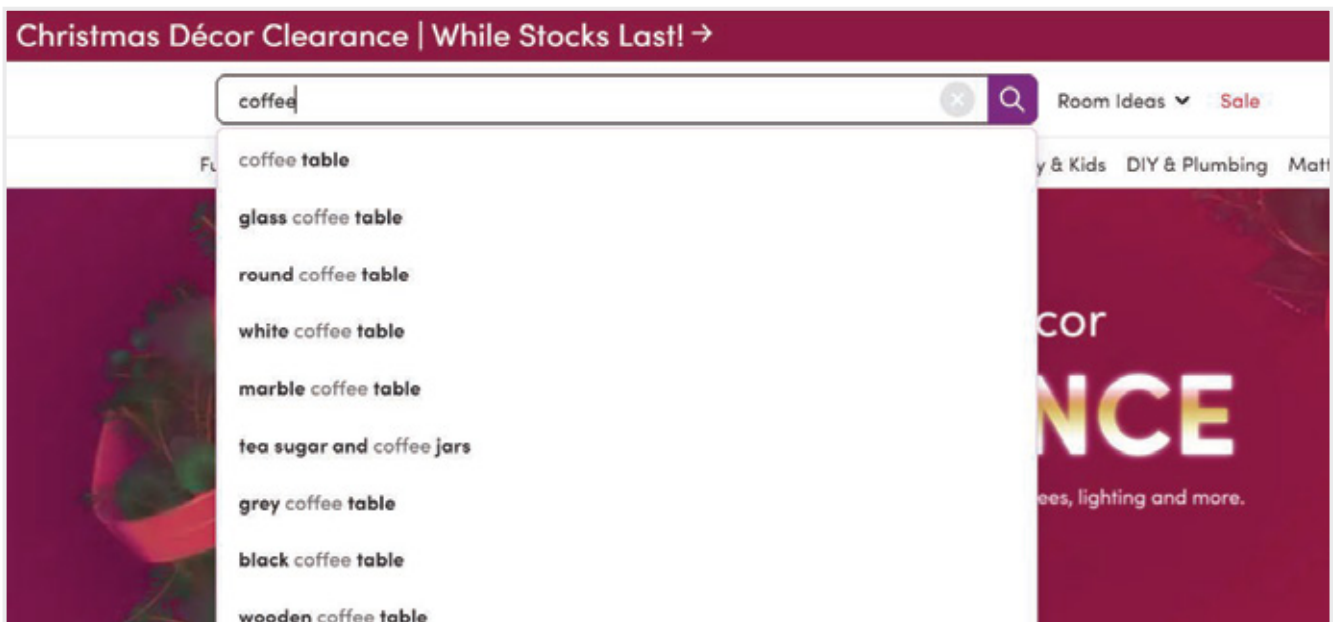 Christmas Décor Clearance | While Stocks Last! →
coffee
Room Ideas Sale
Fu
y & Kids DIY & Plumbing Matt
coffee table
glass coffee table
round coffee table
white coffee table
marble coffee table
tea sugar and coffee jars
grey coffee table
black coffee table
wooden coffee table
cor
NCE
ees, lighting and more.